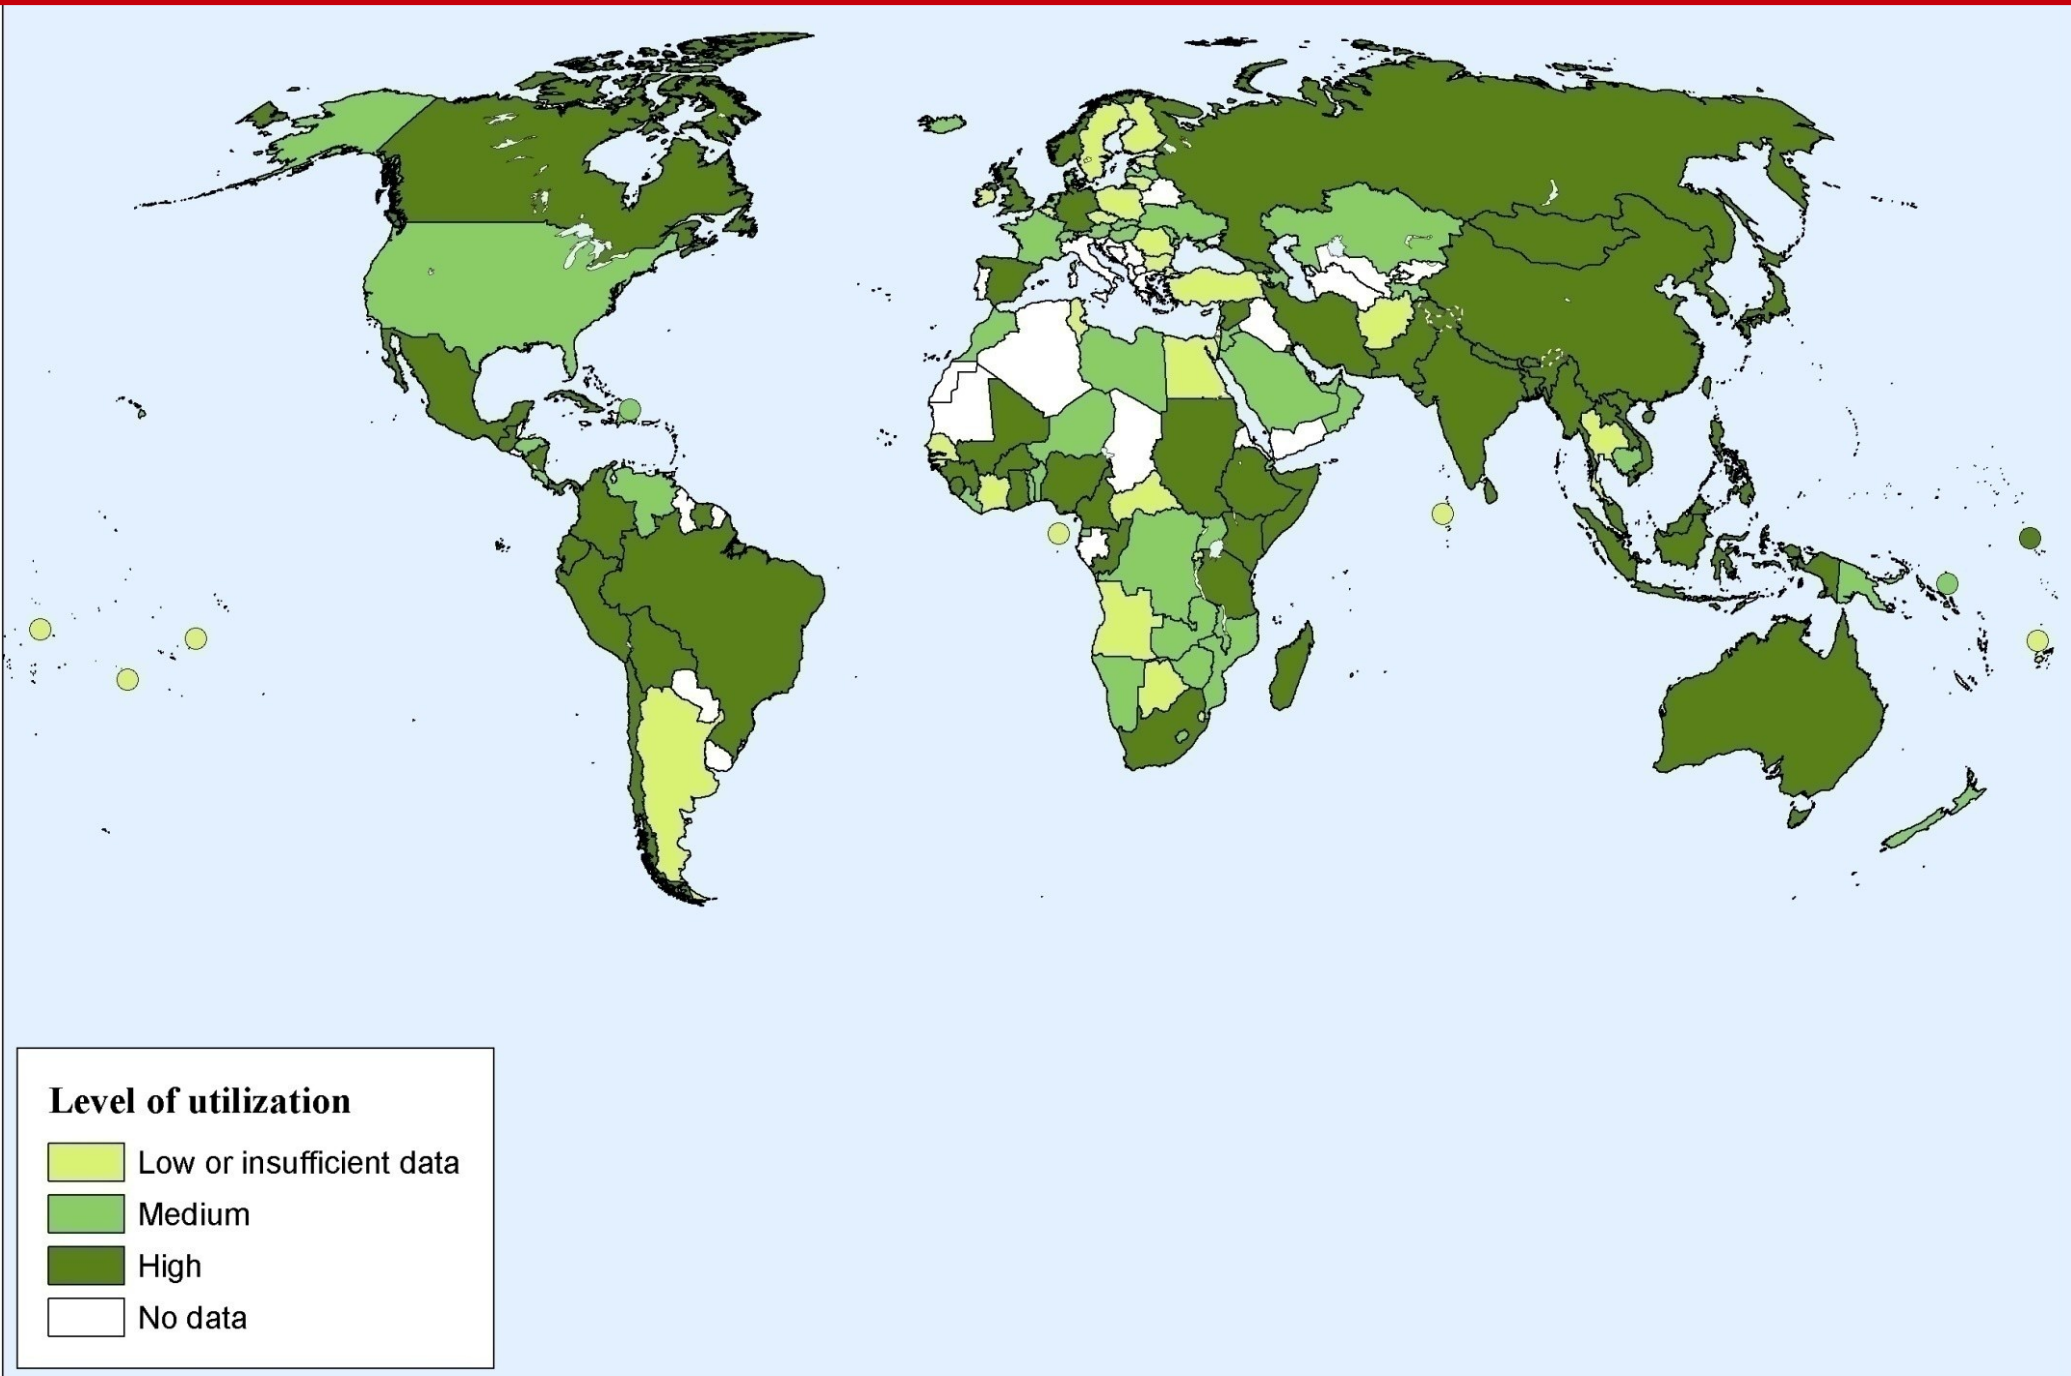 Level of utilization
Low or insufficient data
Medium
High
No data